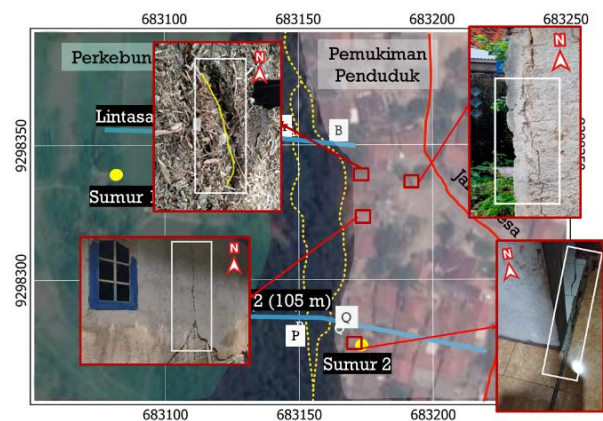 683100
683150
683200
683250
Perkebun
Pemukiman
Penduduk
N
N
Lintasa
B
9298350
9298350
Sumur 1
esa
N
N
9298300
2 (105 m)
Q
P
Sumur 2
683100
683150
683200